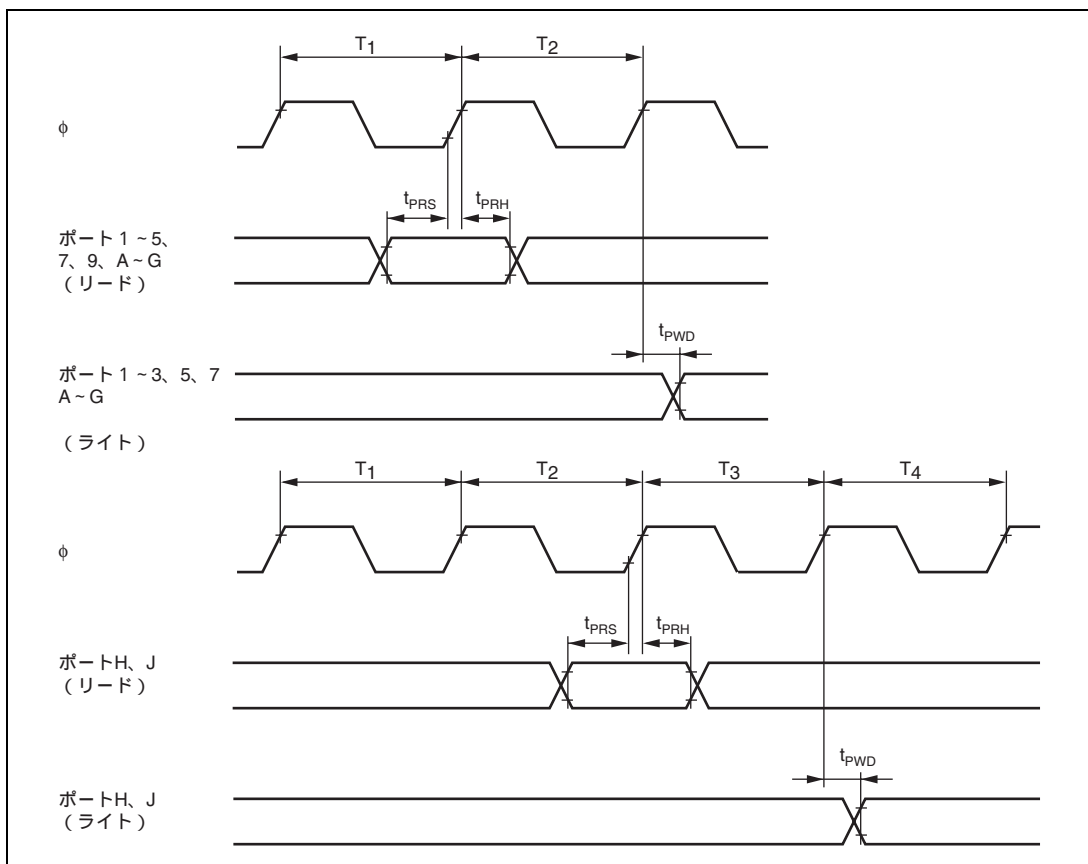 T1 T2
φ
tPRS tPRH
ポート1~5、
7、9、A~G
(リード)
tPWD
ポート1~3、5、7
A~G
(ライト)
T1 T2 T3 T4
φ
tPRS tPRH
ポートH、J
(リード)
tPWD
ポートH、J
(ライト)